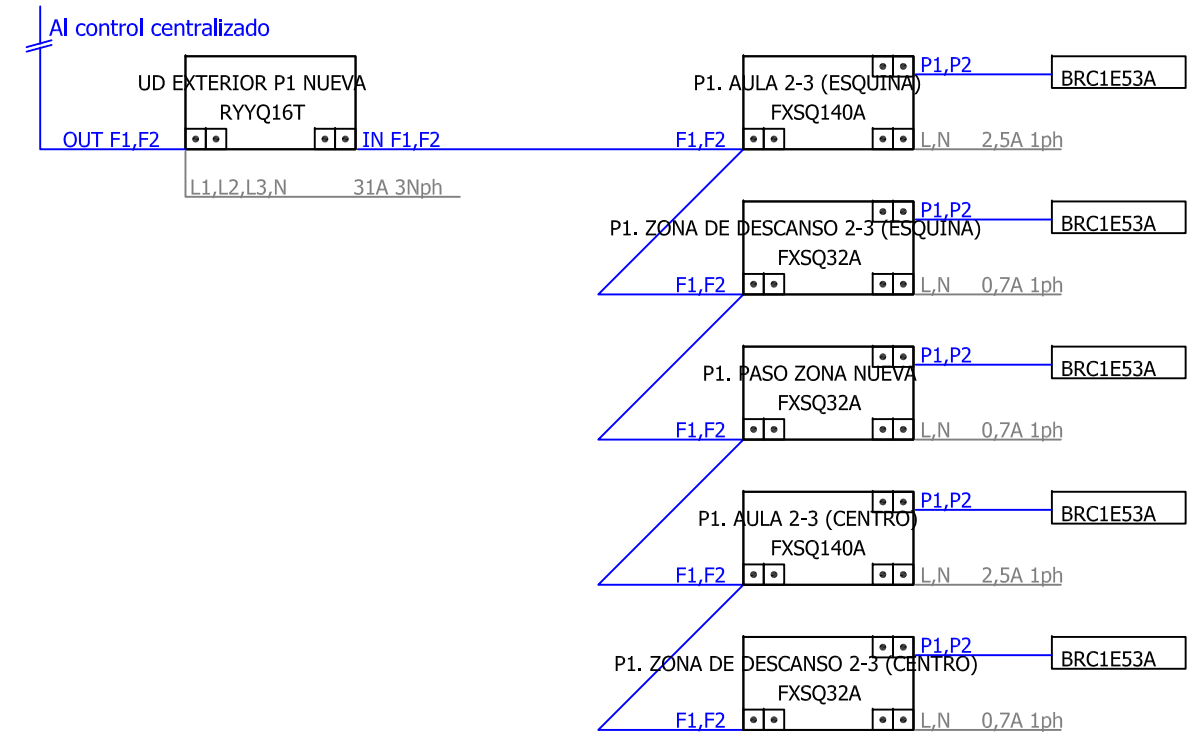 Al control centralizado
UD EXTERIOR P1 NUEVA
RYYQ16T
OUT F1,F2
IN F1,F2
L1,L2,L3,N 31A 3Nph
P1. AULA 2-3 (ESQUINA)
FXSQ140A
P1,P2
BRC1E53A
F1,F2
L,N 2,5A 1ph
P1. ZONA DE DESCANSO 2-3 (ESQUINA)
FXSQ32A
P1,P2
BRC1E53A
F1,F2
L,N 0,7A 1ph
P1. PASO ZONA NUEVA
FXSQ32A
P1,P2
BRC1E53A
F1,F2
L,N 0,7A 1ph
P1. AULA 2-3 (CENTRO)
FXSQ140A
P1,P2
BRC1E53A
F1,F2
L,N 2,5A 1ph
P1. ZONA DE DESCANSO 2-3 (CENTRO)
FXSQ32A
P1,P2
BRC1E53A
F1,F2
L,N 0,7A 1ph